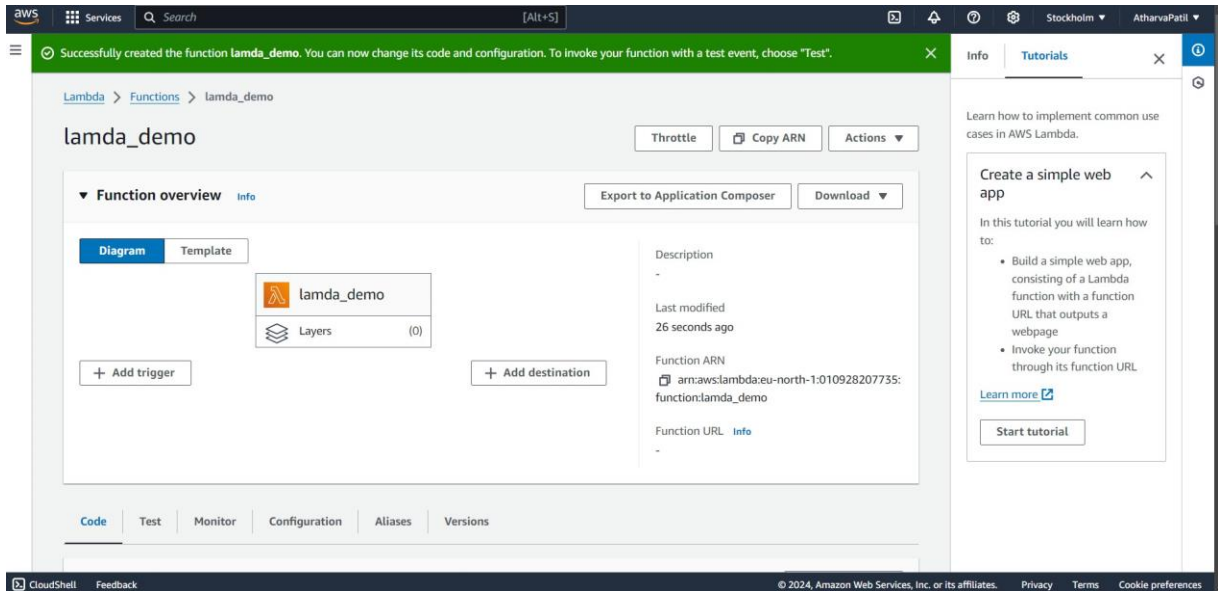 aws
Services
Search
[Alt+S]
Stockholm ▼
AtharvaPatil ▼
Successfully created the function lamda_demo. You can now change its code and configuration. To invoke your function with a test event, choose "Test".
Lambda > Functions > lamda_demo
lamda_demo
Throttle
Copy ARN
Actions ▼
▼ Function overview Info
Export to Application Composer
Download ▼
Diagram
Template
lamda_demo
Layers (0)
+ Add trigger
+ Add destination
Description
-
Last modified
26 seconds ago
Function ARN
arn:aws:lambda:eu-north-1:010928207735:
function:lamda_demo
Function URL Info
-
Code
Test
Monitor
Configuration
Aliases
Versions
Info
Tutorials
Learn how to implement common use
cases in AWS Lambda.
Create a simple web
app
In this tutorial you will learn how
to:
• Build a simple web app,
consisting of a Lambda
function with a function
URL that outputs a
webpage
• Invoke your function
through its function URL
Learn more
Start tutorial
CloudShell
Feedback
© 2024, Amazon Web Services, Inc. or its affiliates.
Privacy
Terms
Cookie preferences